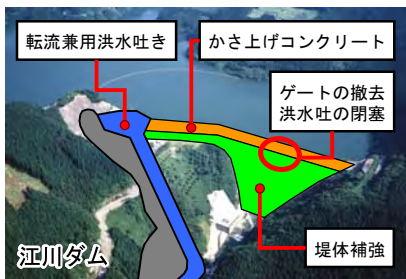 転流兼用洪水吐き
かさ上げコンクリート
ゲートの撤去
洪水吐の閉塞
堤体補強
江川ダム